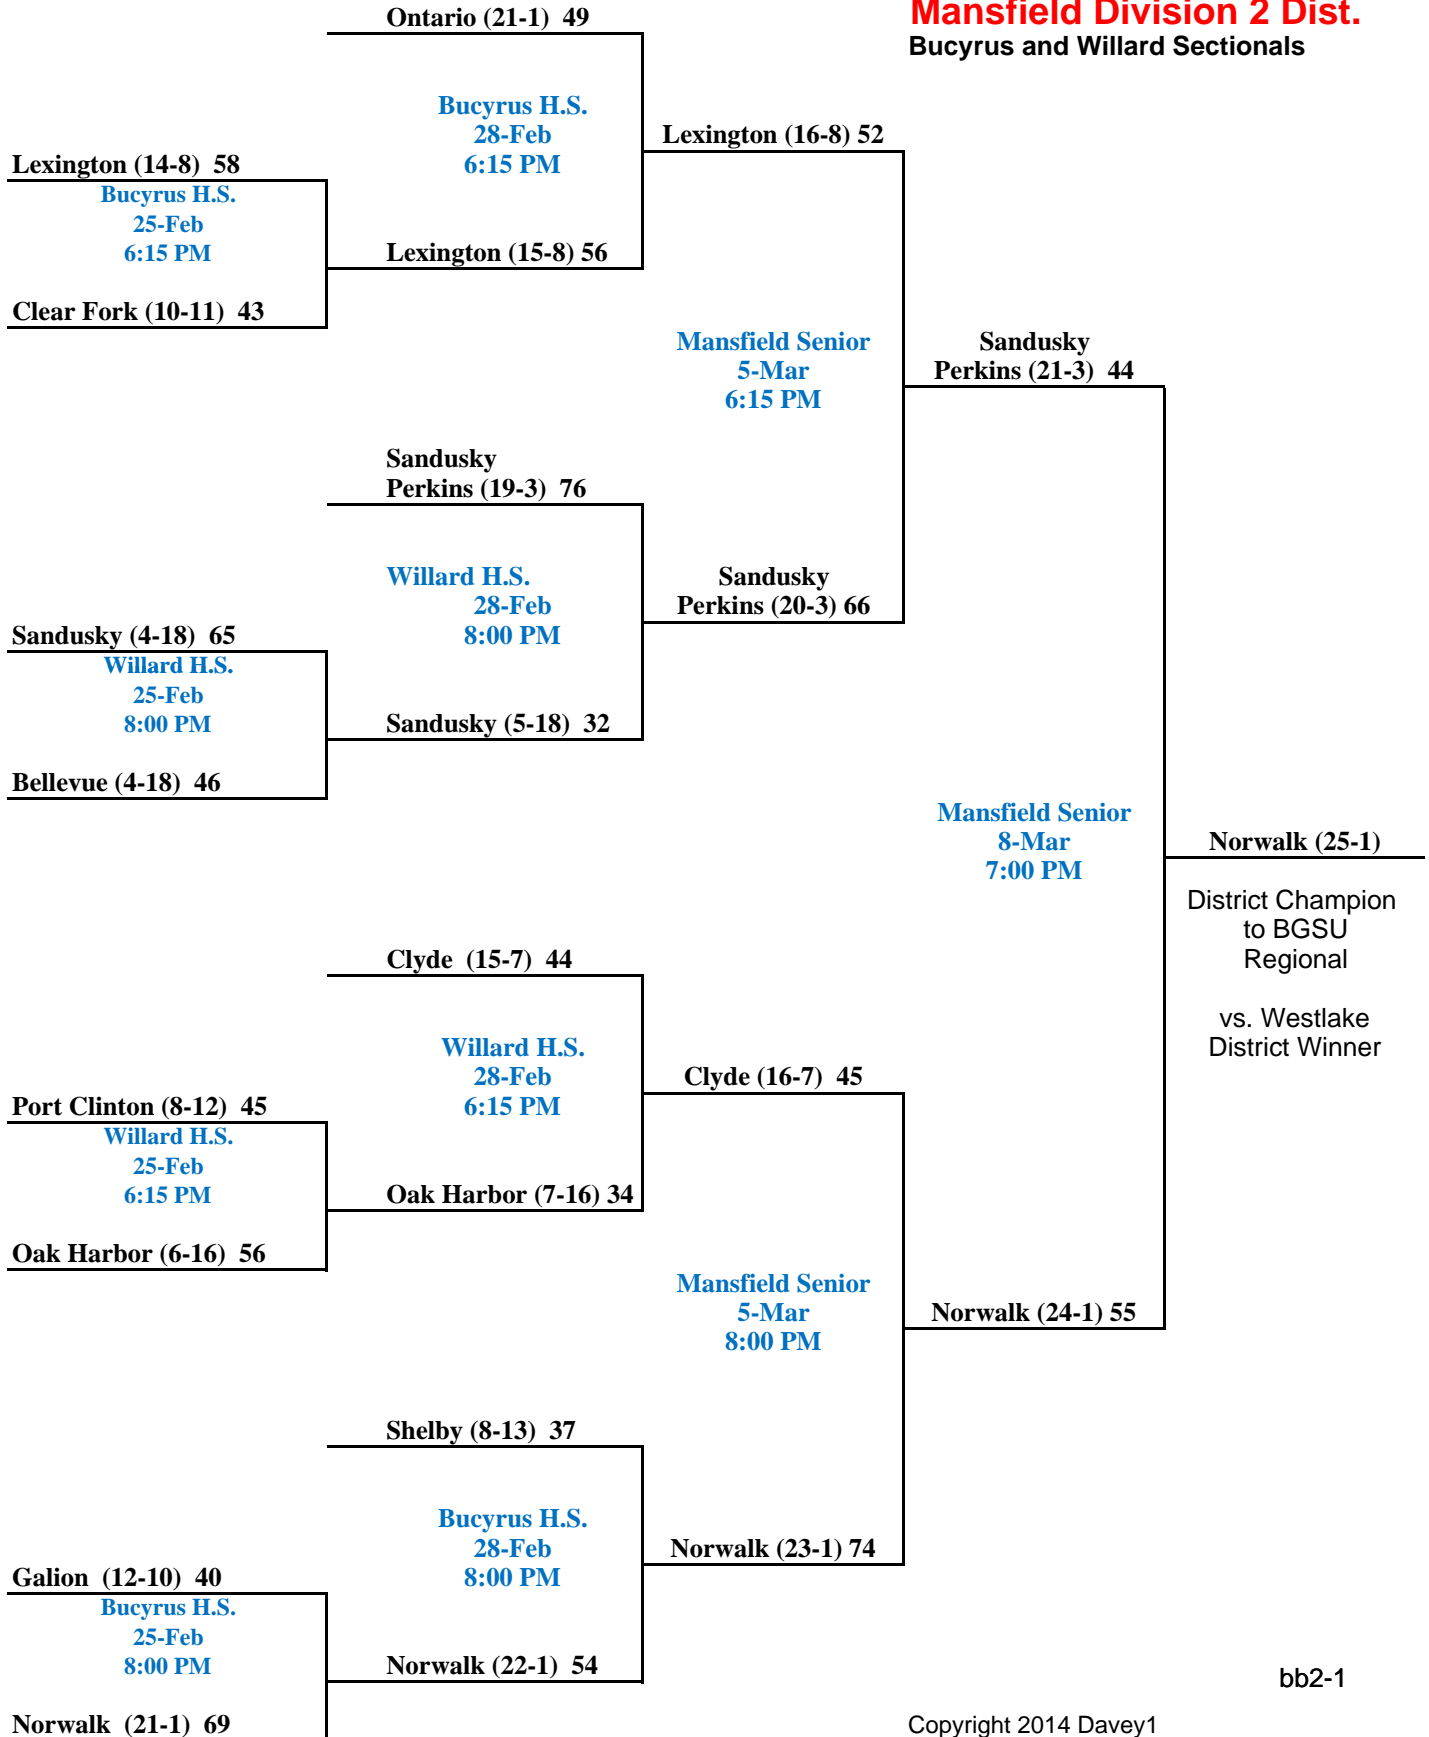 Ontario (21-1) 49
Mansfield Division 2 Dist.
Bucyrus and Willard Sectionals
Bucyrus H.S.
28-Feb
6:15 PM
Lexington (16-8) 52
Lexington (14-8) 58
Bucyrus H.S.
25-Feb
6:15 PM
Lexington (15-8) 56
Clear Fork (10-11) 43
Mansfield Senior
5-Mar
6:15 PM
Sandusky
Perkins (21-3) 44
Sandusky
Perkins (19-3) 76
Willard H.S.
28-Feb
8:00 PM
Sandusky
Perkins (20-3) 66
Sandusky (4-18) 65
Willard H.S.
25-Feb
8:00 PM
Sandusky (5-18) 32
Bellevue (4-18) 46
Mansfield Senior
8-Mar
7:00 PM
Norwalk (25-1)
District Champion
to BGSU
Regional
vs. Westlake
District Winner
Clyde (15-7) 44
Willard H.S.
28-Feb
6:15 PM
Clyde (16-7) 45
Port Clinton (8-12) 45
Willard H.S.
25-Feb
6:15 PM
Oak Harbor (7-16) 34
Oak Harbor (6-16) 56
Mansfield Senior
5-Mar
8:00 PM
Norwalk (24-1) 55
Shelby (8-13) 37
Bucyrus H.S.
28-Feb
8:00 PM
Norwalk (23-1) 74
Galion (12-10) 40
Bucyrus H.S.
25-Feb
8:00 PM
Norwalk (22-1) 54
bb2-1
Norwalk (21-1) 69
Copyright 2014 Davey1